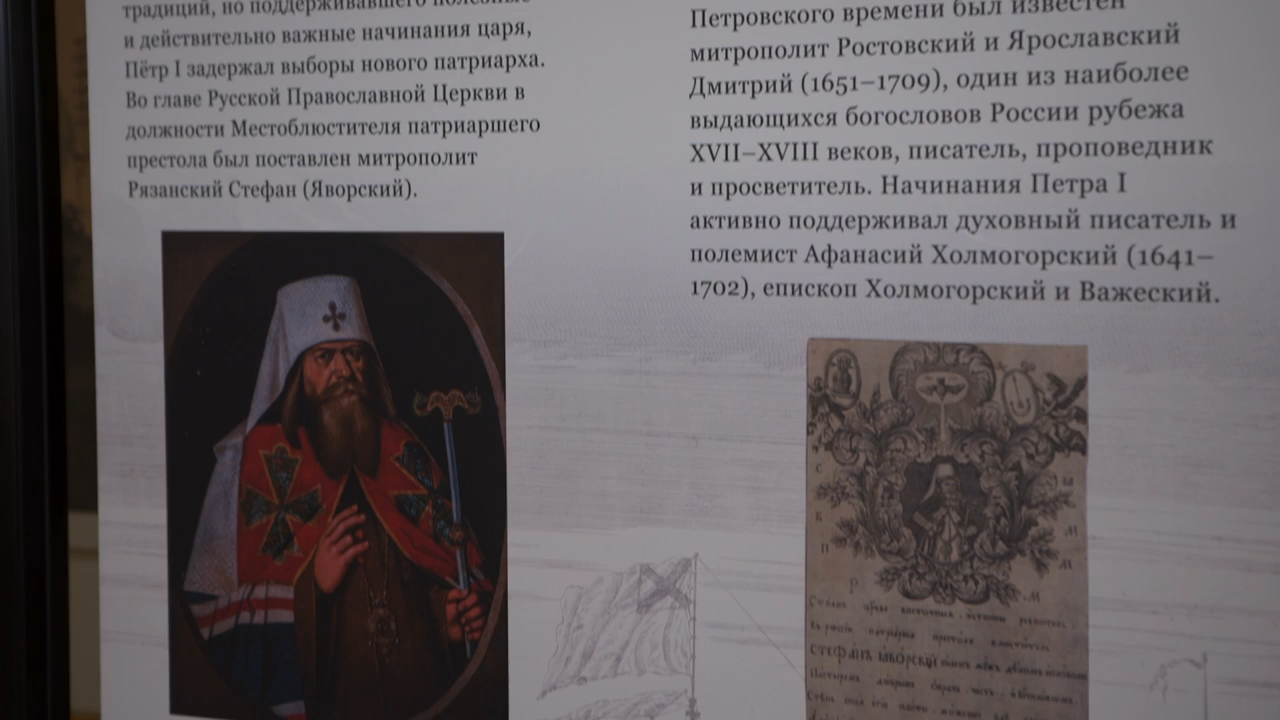 традиций, но поддерживавшего полезные
и действительно важные начинания царя,
Пётр I задержал выборы нового патриарха.
Во главе Русской Православной Церкви в
должности Местоблюстителя патриаршего
престола был поставлен митрополит
Рязанский Стефан (Яворский).
Петровского времени был известен
митрополит Ростовский и Ярославский
Дмитрий (1651–1709), один из наиболее
выдающихся богословов России рубежа
XVII–XVIII веков, писатель, проповедник
и просветитель. Начинания Петра I
активно поддерживал духовный писатель и
полемист Афанасий Холмогорский (1641–
1702), епископ Холмогорский и Важеский.